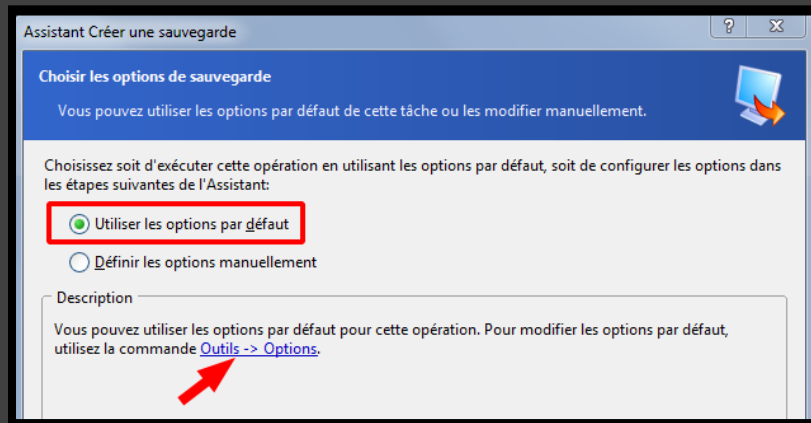 Assistant Créer une sauvegarde
Choisir les options de sauvegarde
Vous pouvez utiliser les options par défaut de cette tâche ou les modifier manuellement.
Choisissez soit d'exécuter cette opération en utilisant les options par défaut, soit de configurer les options dans
les étapes suivantes de l'Assistant:
Utiliser les options par défaut
Définir les options manuellement
Description
Vous pouvez utiliser les options par défaut pour cette opération. Pour modifier les options par défaut,
utilisez la commande Outils -> Options.